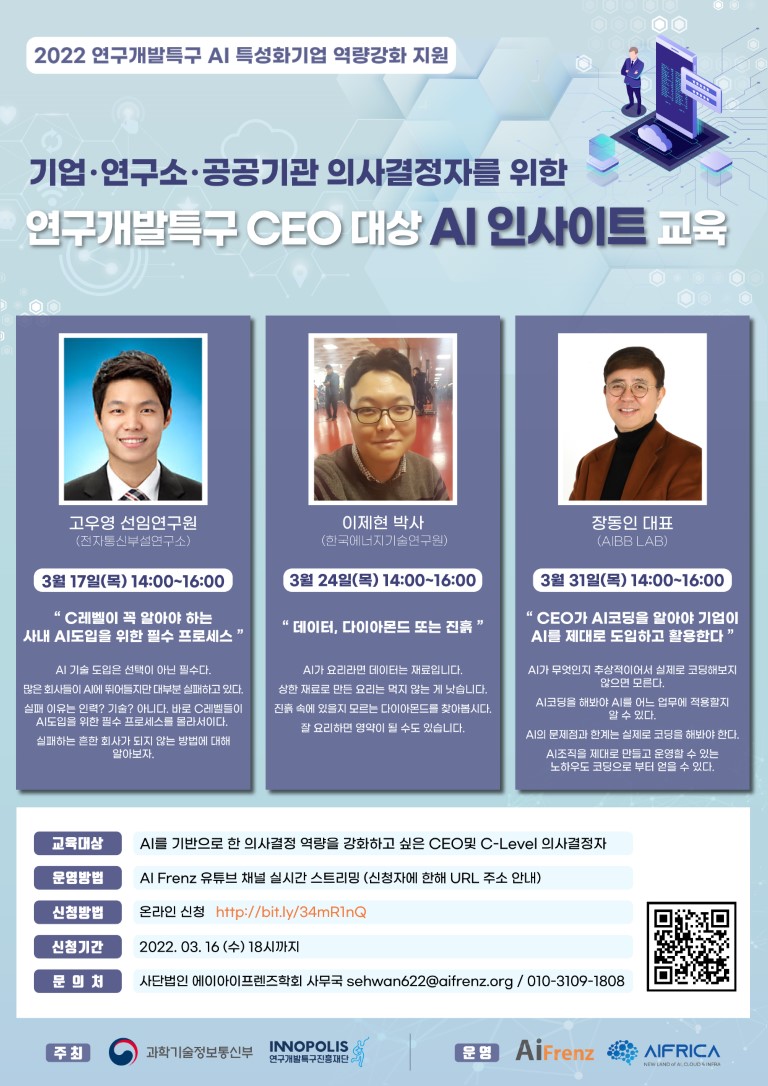 2022 연구개발특구 AI 특성화기업 역량강화 지원
기업·연구소·공공기관 의사결정자를 위한
연구개발특구 CEO 대상 AI 인사이트 교육
고우영 선임연구원
(전자통신부설연구소)
3월 17일(목) 14:00~16:00
“ C레벨이 꼭 알아야 하는
사내 AI도입을 위한 필수 프로세스 ”
AI 기술 도입은 선택이 아닌 필수다.
많은 회사들이 AI에 뛰어들지만 대부분 실패하고 있다.
실패 이유는 인력? 기술? 아니다. 바로 C레벨들이
AI도입을 위한 필수 프로세스를 몰라서이다.
실패하는 흔한 회사가 되지 않는 방법에 대해
알아보자.
이제현 박사
(한국에너지기술연구원)
3월 24일(목) 14:00~16:00
“ 데이터, 다이아몬드 또는 진흙 ”
AI가 요리라면 데이터는 재료입니다.
상한 재료로 만든 요리는 먹지 않는 게 낫습니다.
진흙 속에 있을지 모르는 다이아몬드를 찾아봅시다.
잘 요리하면 영약이 될 수도 있습니다.
장동인 대표
(AIBB LAB)
3월 31일(목) 14:00~16:00
“ CEO가 AI코딩을 알아야 기업이
AI를 제대로 도입하고 활용한다 ”
AI가 무엇인지 추상적이어서 실제로 코딩해보지
않으면 모른다.
AI코딩을 해봐야 AI를 어느 업무에 적용할지
알 수 있다.
AI의 문제점과 한계는 실제로 코딩을 해봐야 한다.
AI조직을 제대로 만들고 운영할 수 있는
노하우도 코딩으로 부터 얻을 수 있다.
교육대상 AI를 기반으로 한 의사결정 역량을 강화하고 싶은 CEO및 C-Level 의사결정자
운영방법 AI Frenz 유튜브 채널 실시간 스트리밍 (신청자에 한해 URL 주소 안내)
신청방법 온라인 신청 http://bit.ly/34mR1nQ
신청기간 2022. 03. 16 (수) 18시까지
문 의 처 사단법인 에이아이프렌즈학회 사무국 sehwan622@aifrenz.org / 010-3109-1808
주 최 과학기술정보통신부 INNOPOLIS 연구개발특구진흥재단 운 영 AiFrenz AIFRICA
NEW LAND of AI, CLOUD & INFRA